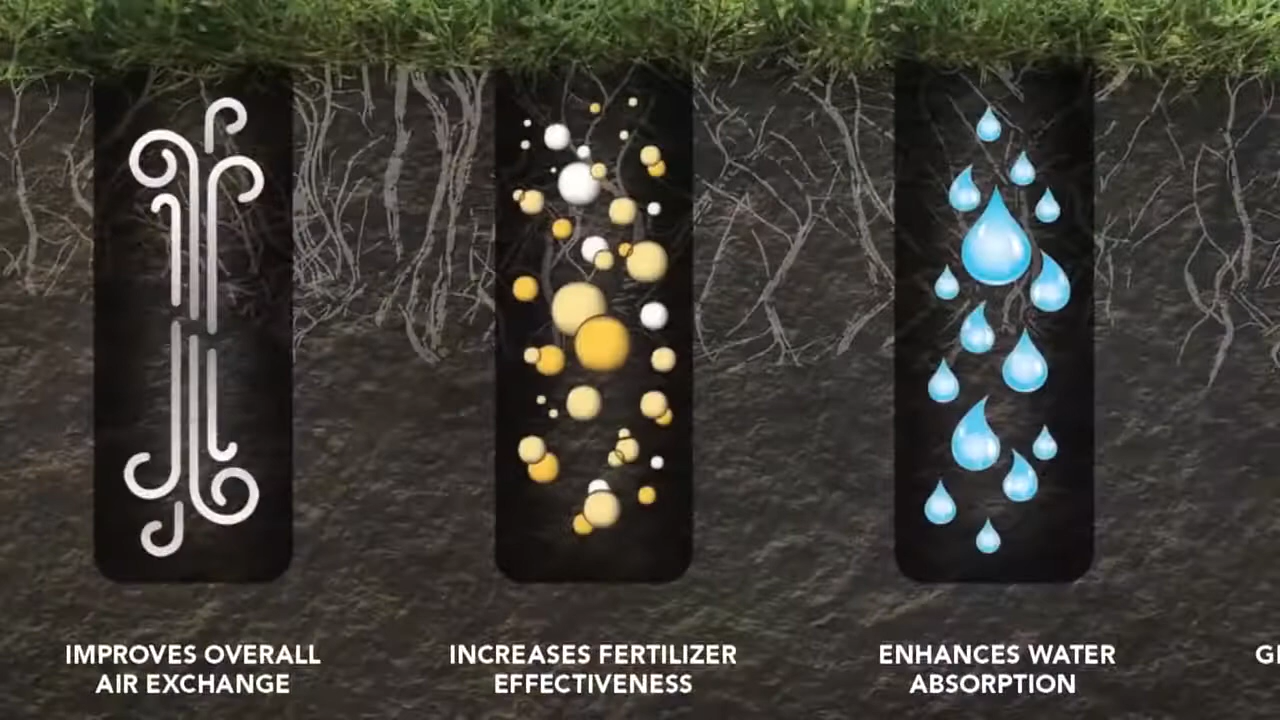 IMPROVES OVERALL
AIR EXCHANGE
INCREASES FERTILIZER
EFFECTIVENESS
ENHANCES WATER
ABSORPTION